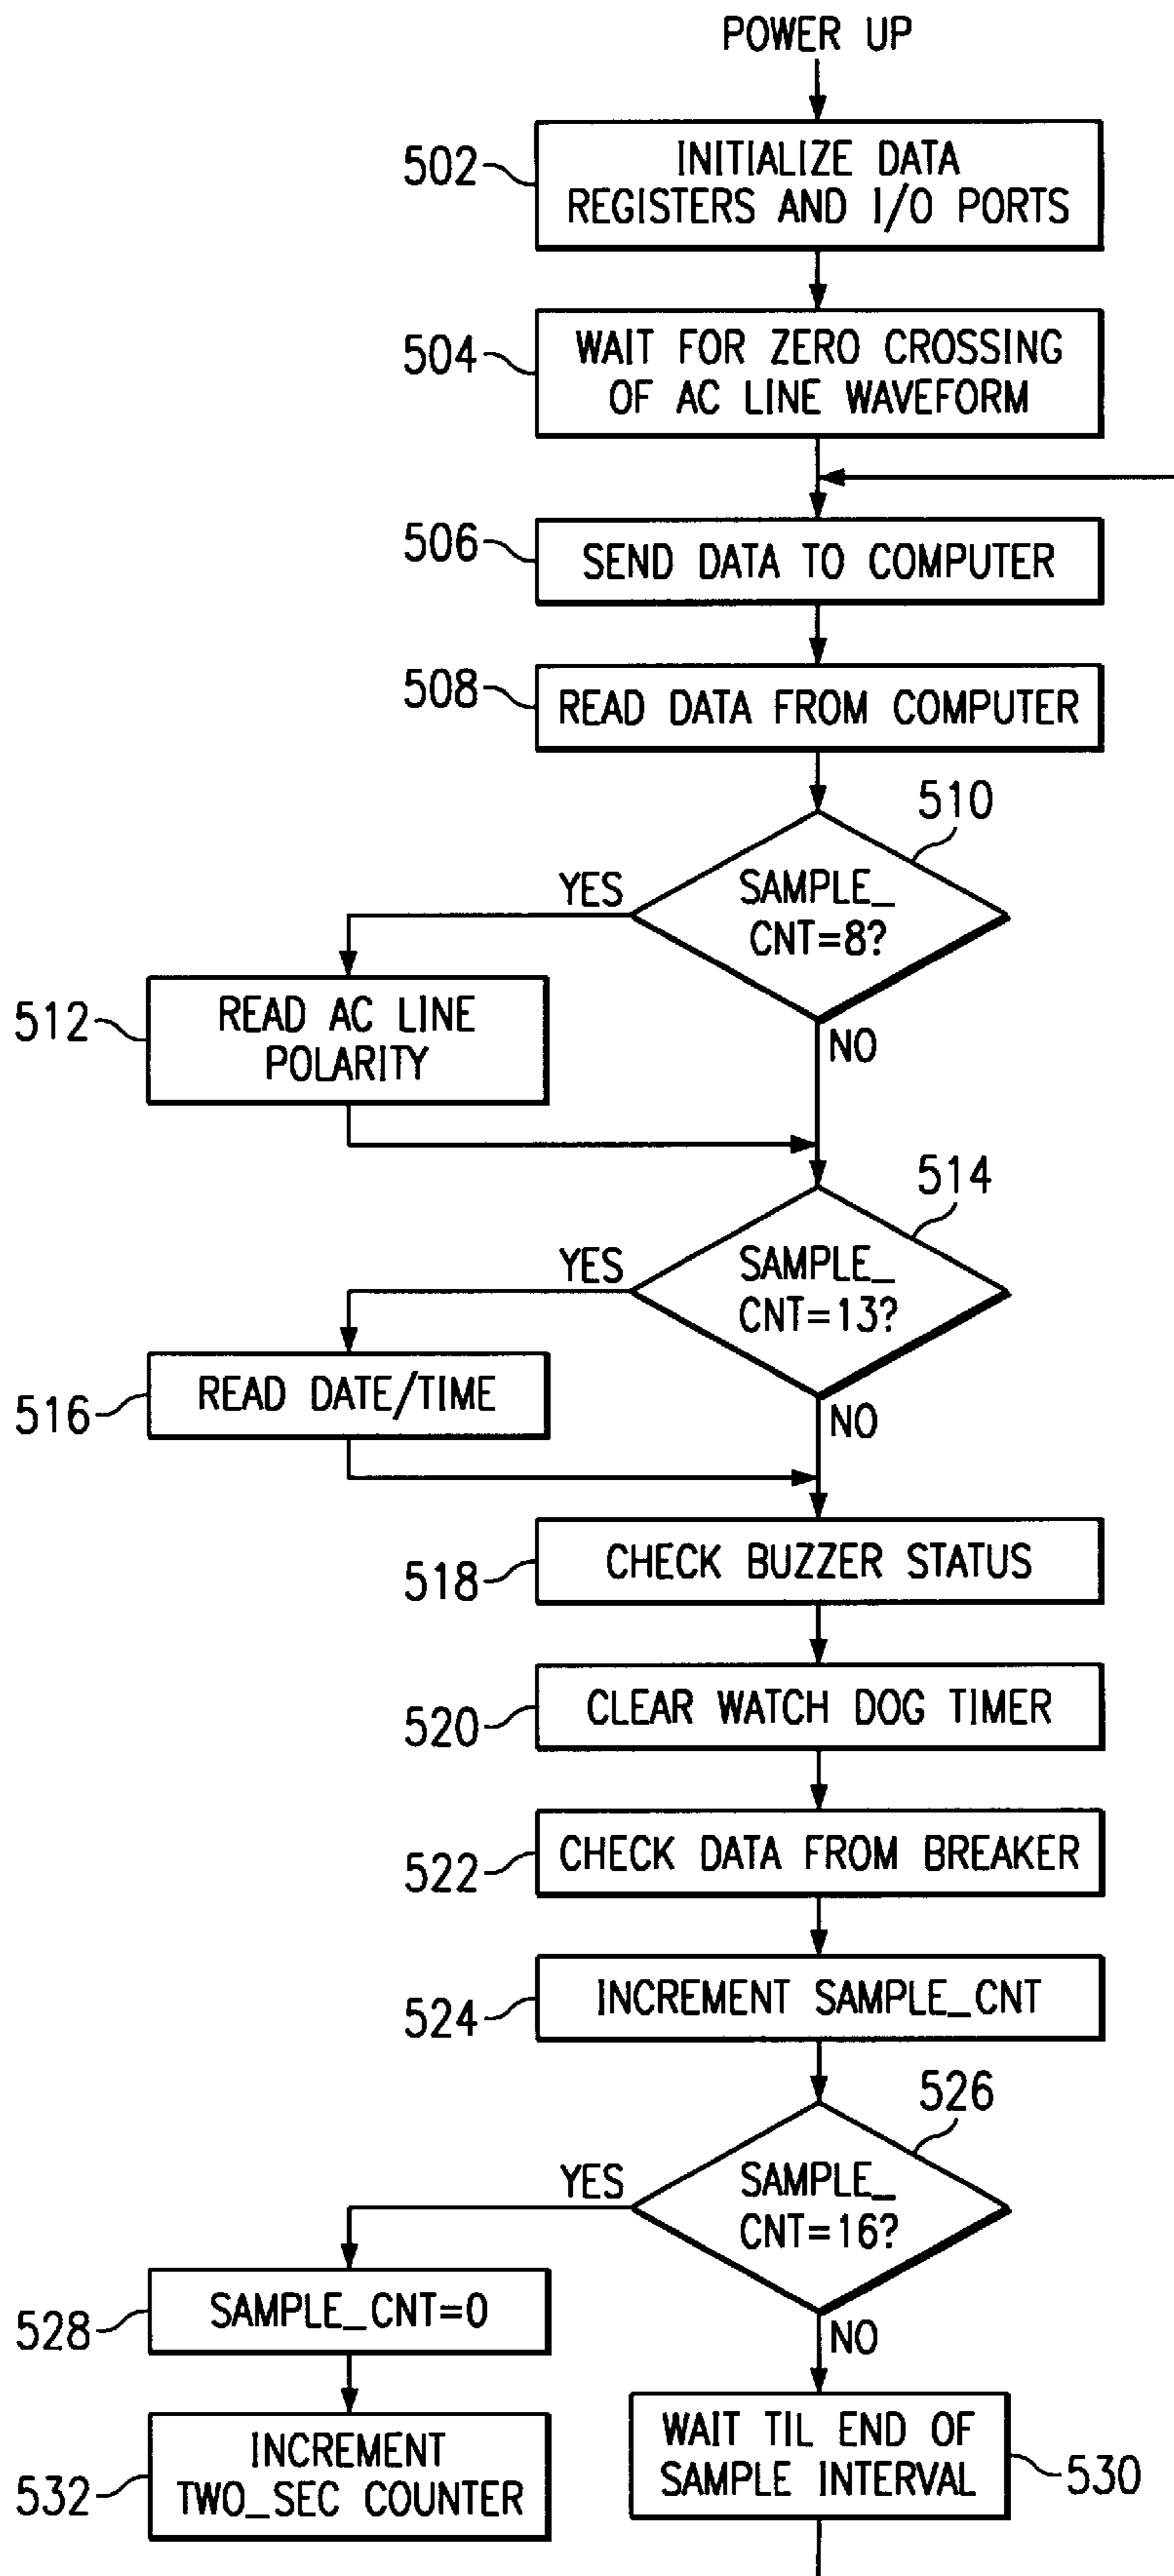 POWER UP
502
INITIALIZE DATA
REGISTERS AND I/O PORTS
504
WAIT FOR ZERO CROSSING
OF AC LINE WAVEFORM
506
SEND DATA TO COMPUTER
508
READ DATA FROM COMPUTER
510
YES
SAMPLE_
CNT=8?
512
READ AC LINE
POLARITY
NO
514
YES
SAMPLE_
CNT=13?
516
READ DATE/TIME
NO
518
CHECK BUZZER STATUS
520
CLEAR WATCH DOG TIMER
522
CHECK DATA FROM BREAKER
524
INCREMENT SAMPLE_CNT
526
YES
SAMPLE_
CNT=16?
528
SAMPLE_CNT=0
NO
532
INCREMENT
TWO_SEC COUNTER
WAIT TIL END OF
SAMPLE INTERVAL
530